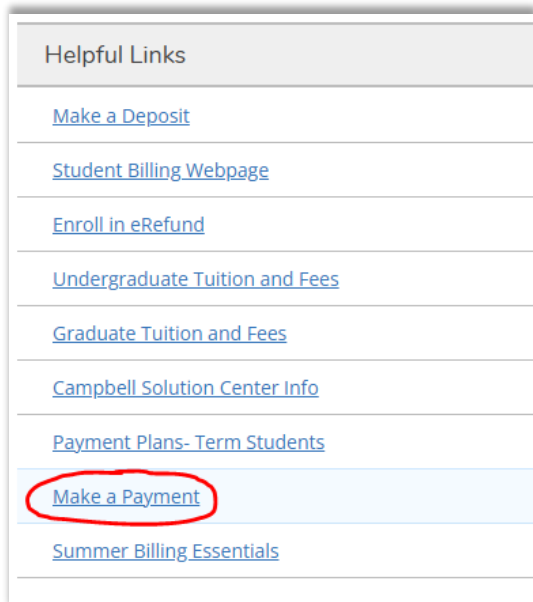 Helpful Links
Make a Deposit
Student Billing Webpage
Enroll in eRefund
Undergraduate Tuition and Fees
Graduate Tuition and Fees
Campbell Solution Center Info
Payment Plans- Term Students
Make a Payment
Summer Billing Essentials